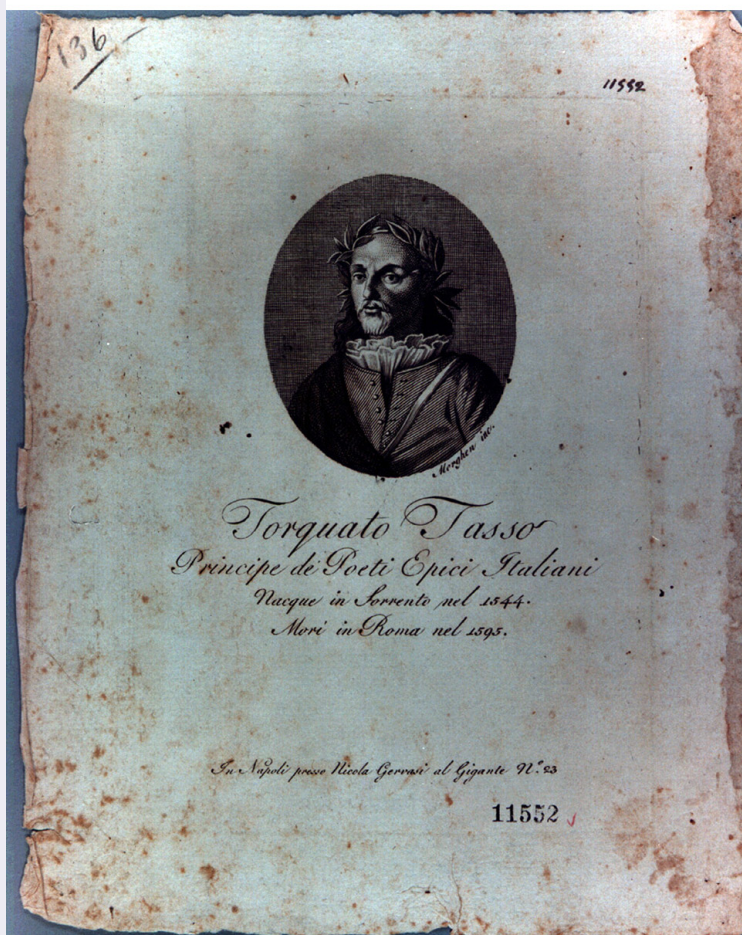 136
11552
Morghen inc.
Torquato Tasso
Principe de' Poeti Epici Italiani
Nacque in Sorrento nel 1544.
Morì in Roma nel 1595.
In Napoli presso Nicola Gervasi al Gigante N.º 23
11552